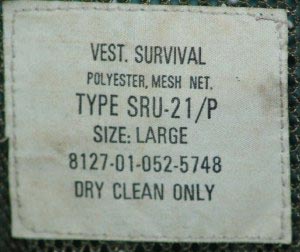 VEST. SURVIVAL
POLYESTER, MESH NET.
TYPE SRU-21/P
SIZE: LARGE
8127-01-052-5748
DRY CLEAN ONLY